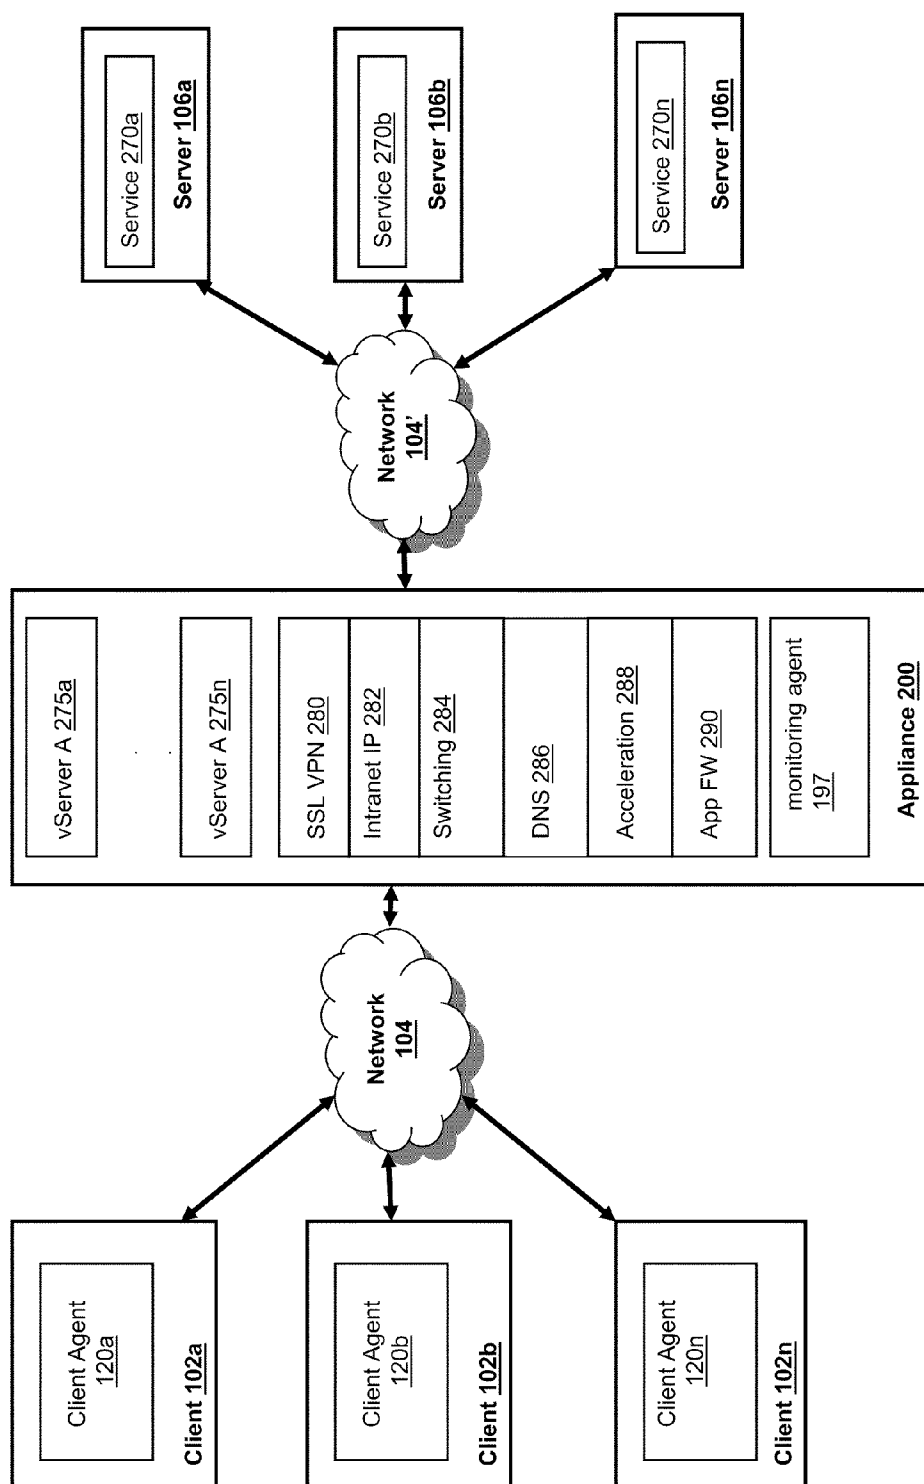 Client Agent
120a
Client 102a
Client Agent
120b
Client 102b
Client Agent
120n
Client 102n
Network
104
vServer A 275a
vServer A 275n
SSL VPN 280
Intranet IP 282
Switching 284
DNS 286
Acceleration 288
App FW 290
monitoring agent
197
Appliance 200
Network
104'
Service 270a
Server 106a
Service 270b
Server 106b
Service 270n
Server 106n